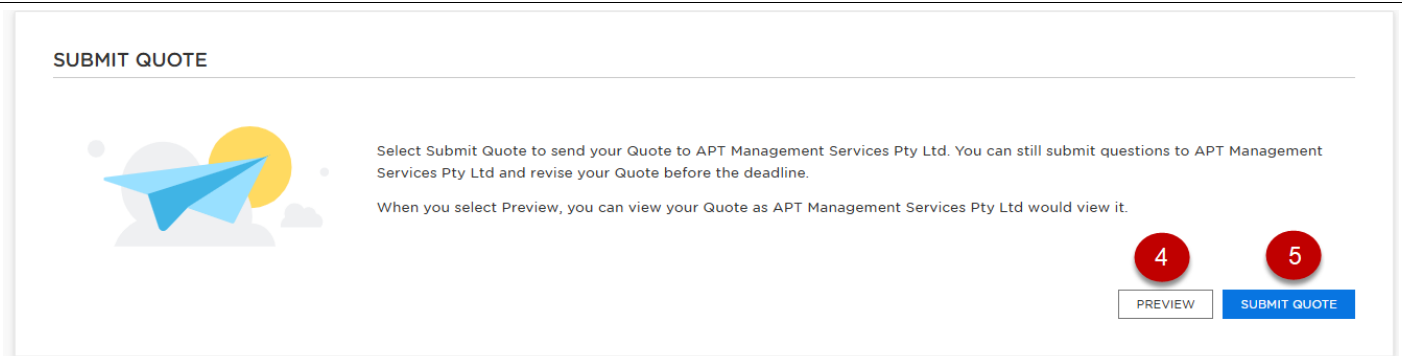 SUBMIT QUOTE
Select Submit Quote to send your Quote to APT Management Services Pty Ltd. You can still submit questions to APT Management
Services Pty Ltd and revise your Quote before the deadline.
When you select Preview, you can view your Quote as APT Management Services Pty Ltd would view it.
4
5
PREVIEW
SUBMIT QUOTE